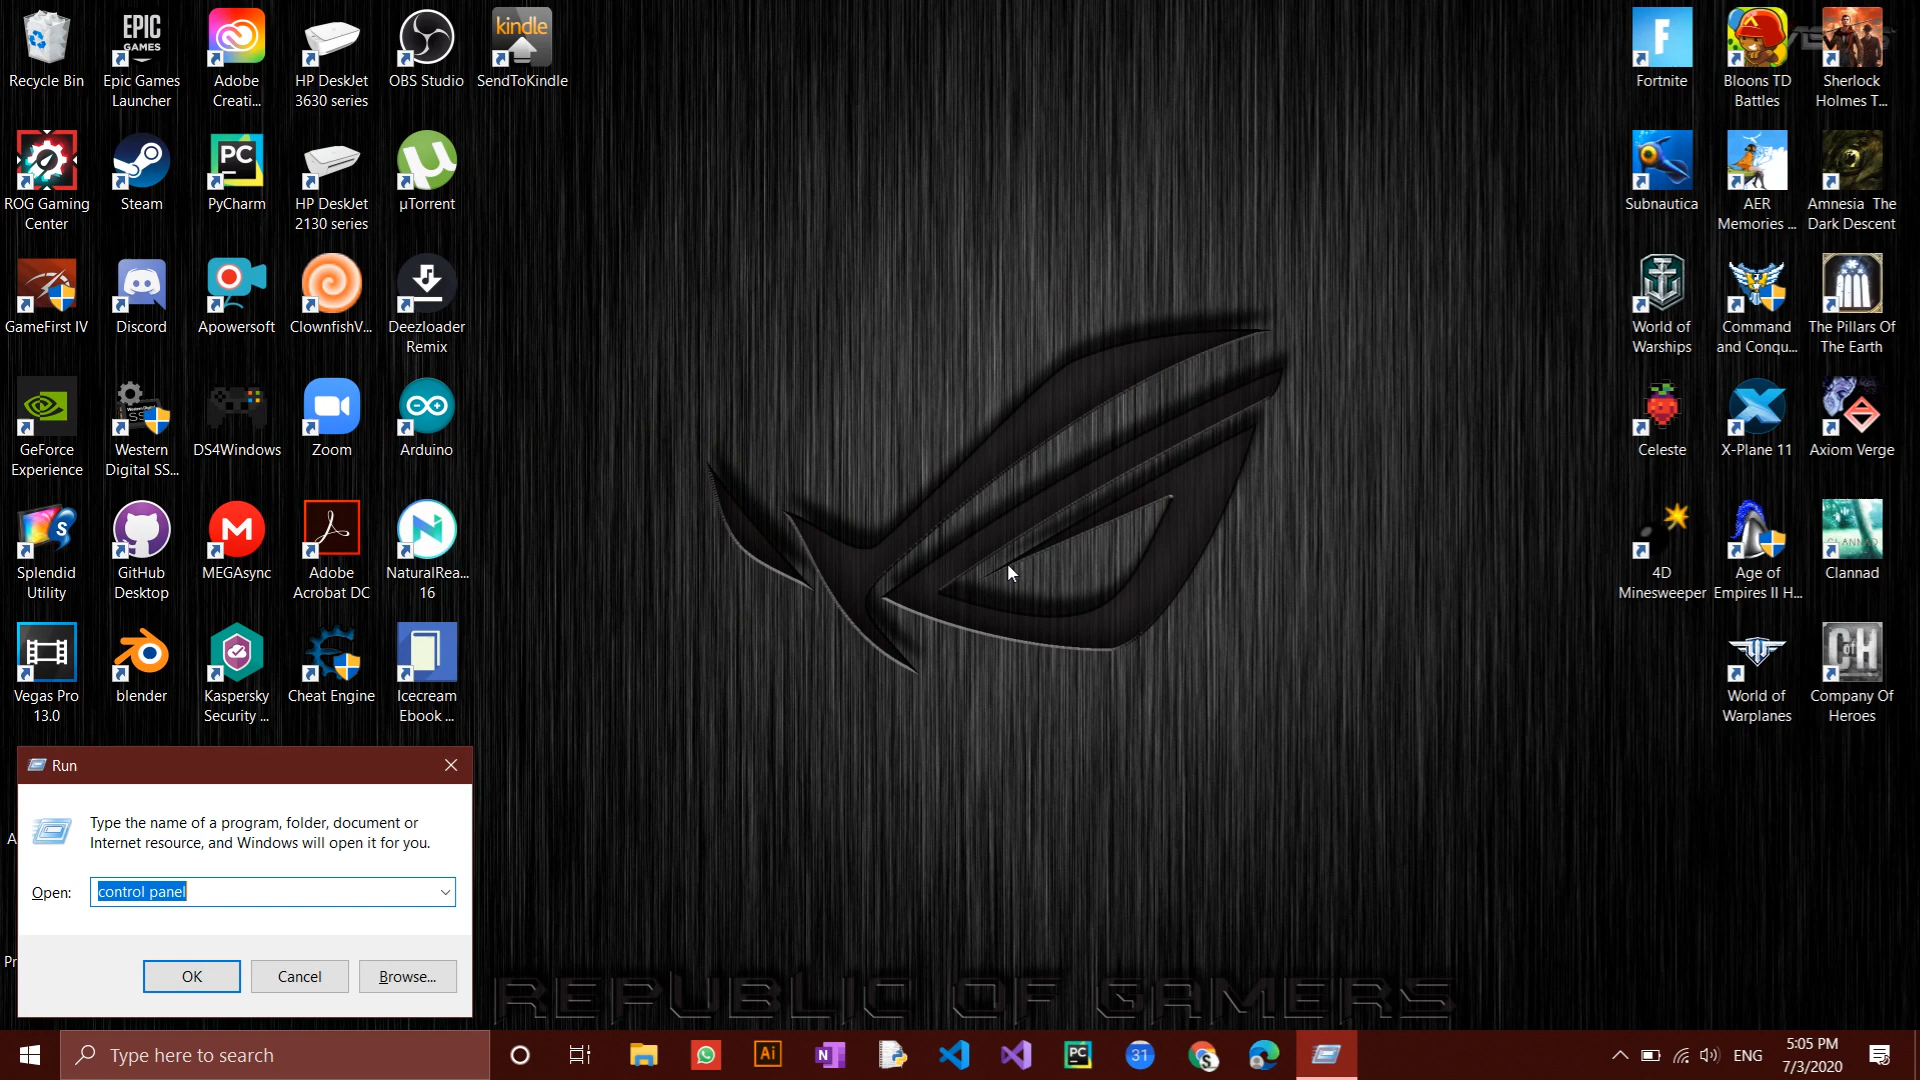 Recycle Bin
EPIC
GAMES
Epic Games
Launcher
Adobe
Creati...
HP DeskJet
3630 series
OBS Studio
kindle
SendToKindle
Fortnite
Bloons TD
Battles
Sherlock
Holmes T...
ROG Gaming
Center
Steam
PC
PyCharm
HP DeskJet
2130 series
µTorrent
Subnautica
AER
Memories ...
Amnesia The
Dark Descent
GameFirst IV
Discord
Apowersoft
ClownfishV...
Deezloader
Remix
World of
Warships
Command
and Conqu...
The Pillars Of
The Earth
GeForce
Experience
Western
Digital SS...
DS4Windows
Zoom
Arduino
Celeste
X-Plane 11
Axiom Verge
Splendid
Utility
GitHub
Desktop
MEGAsync
Adobe
Acrobat DC
NaturalRea...
16
4D
Minesweeper
Age of
Empires II H...
CLANNAD
Clannad
Vegas Pro
13.0
blender
Kaspersky
Security ...
Cheat Engine
Icecream
Ebook ...
World of
Warplanes
Company Of
Heroes
Run
Type the name of a program, folder, document or
Internet resource, and Windows will open it for you.
Open:
control panel
OK
Cancel
Browse...
REPUBLIC OF GAMERS
Type here to search
Ai
N
PC
31
S
ENG
5:05 PM
7/3/2020